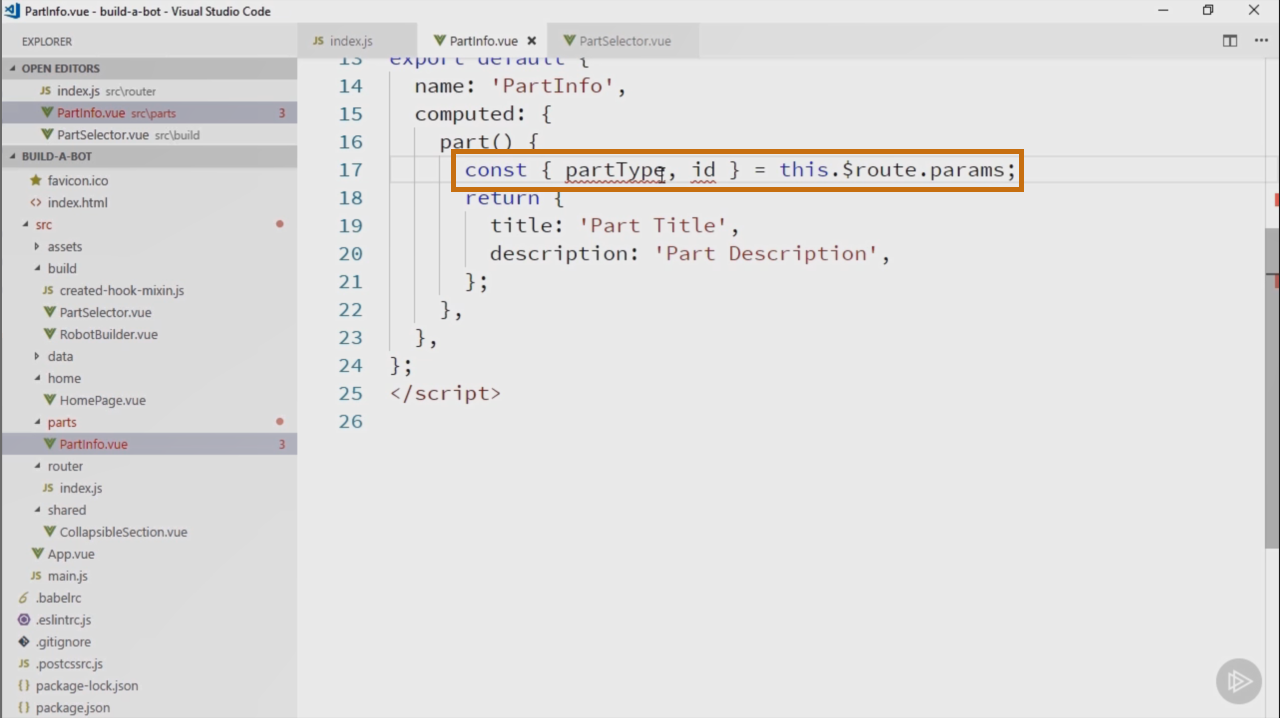 PartInfo.vue - build-a-bot - Visual Studio Code
EXPLORER
OPEN EDITORS
JS index.js src\router
PartInfo.vue src\parts 3
PartSelector.vue src\build
BUILD-A-BOT
favicon.ico
<> index.html
src
assets
build
JS created-hook-mixin.js
PartSelector.vue
RobotBuilder.vue
data
home
HomePage.vue
parts
PartInfo.vue 3
router
JS index.js
shared
CollapsibleSection.vue
App.vue
JS main.js
.babelrc
.eslintrc.js
.gitignore
JS .postcssrc.js
{} package-lock.json
{} package.json
JS index.js
PartInfo.vue
PartSelector.vue
13 export default {
14 name: 'PartInfo',
15 computed: {
16 part() {
17 const { partType, id } = this.$route.params;
18 return {
19 title: 'Part Title',
20 description: 'Part Description',
21 };
22 },
23 },
24 };
25 </script>
26